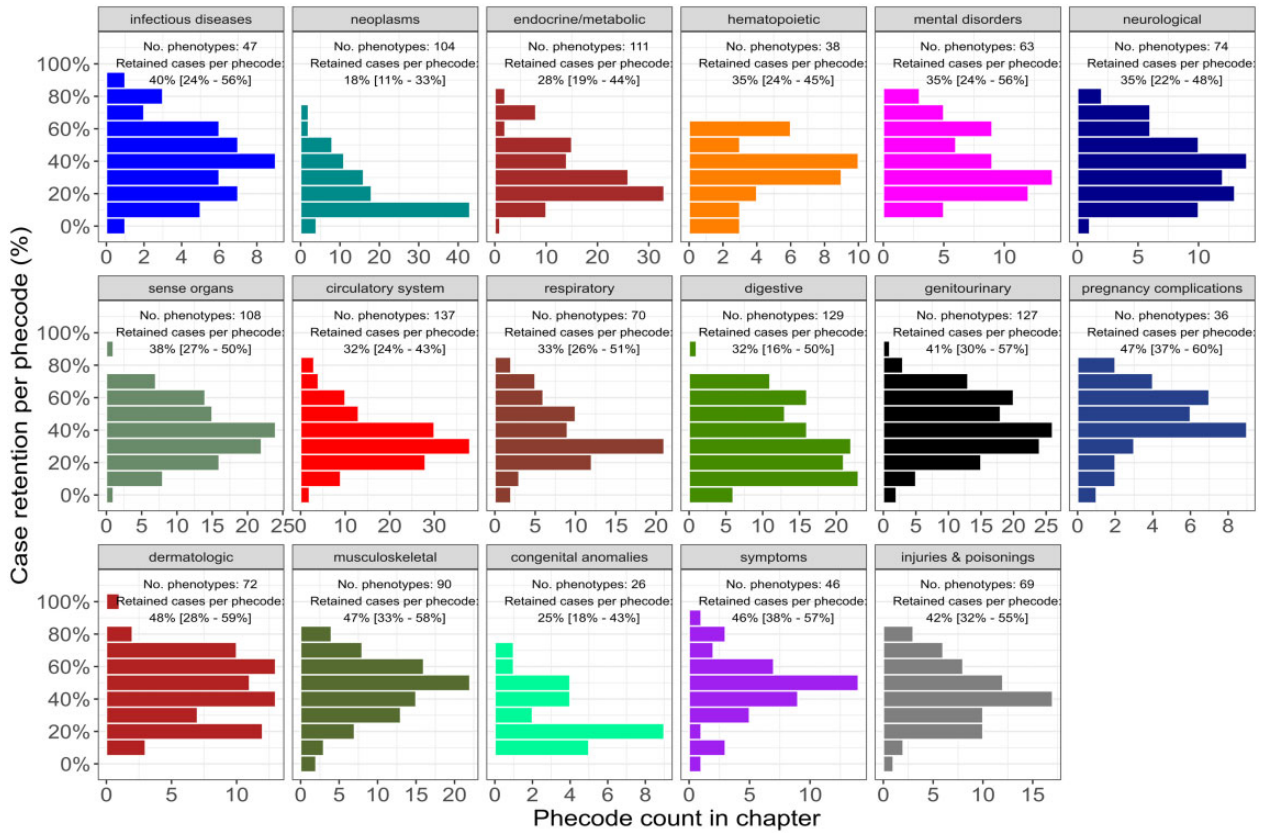 infectious diseases
No. phenotypes: 47
Retained cases per phecode:
40% [24% - 56%]
neoplasms
No. phenotypes: 104
Retained cases per phecode:
18% [11% - 33%]
endocrine/metabolic
No. phenotypes: 111
Retained cases per phecode:
28% [19% - 44%]
hematopoietic
No. phenotypes: 38
Retained cases per phecode:
35% [24% - 45%]
mental disorders
No. phenotypes: 63
Retained cases per phecode:
35% [24% - 56%]
neurological
No. phenotypes: 74
Retained cases per phecode:
35% [22% - 48%]
100%
80%
60%
40%
20%
0%
0 2 4 6 8
0 10 20 30 40
0 10 20 30
0 2 4 6 8 10
0 5 10
0 5 10
sense organs
No. phenotypes: 108
Retained cases per phecode:
38% [27% - 50%]
circulatory system
No. phenotypes: 137
Retained cases per phecode:
32% [24% - 43%]
respiratory
No. phenotypes: 70
Retained cases per phecode:
33% [26% - 51%]
digestive
No. phenotypes: 129
Retained cases per phecode:
32% [16% - 50%]
genitourinary
No. phenotypes: 127
Retained cases per phecode:
41% [30% - 57%]
pregnancy complications
No. phenotypes: 36
Retained cases per phecode:
47% [37% - 60%]
100%
80%
60%
40%
20%
0%
0 5 10 15 20 25
0 10 20 30
0 5 10 15 20
0 5 10 15 20
0 5 10 15 20 25
0 2 4 6 8
dermatologic
No. phenotypes: 72
Retained cases per phecode:
48% [28% - 59%]
musculoskeletal
No. phenotypes: 90
Retained cases per phecode:
47% [33% - 58%]
congenital anomalies
No. phenotypes: 26
Retained cases per phecode:
25% [18% - 43%]
symptoms
No. phenotypes: 46
Retained cases per phecode:
46% [38% - 57%]
injuries & poisonings
No. phenotypes: 69
Retained cases per phecode:
42% [32% - 55%]
100%
80%
60%
40%
20%
0%
0 5 10
0 5 10 15 20
0 2 4 6 8
0 5 10
0 5 10 15
Case retention per phecode (%)
Phecode count in chapter